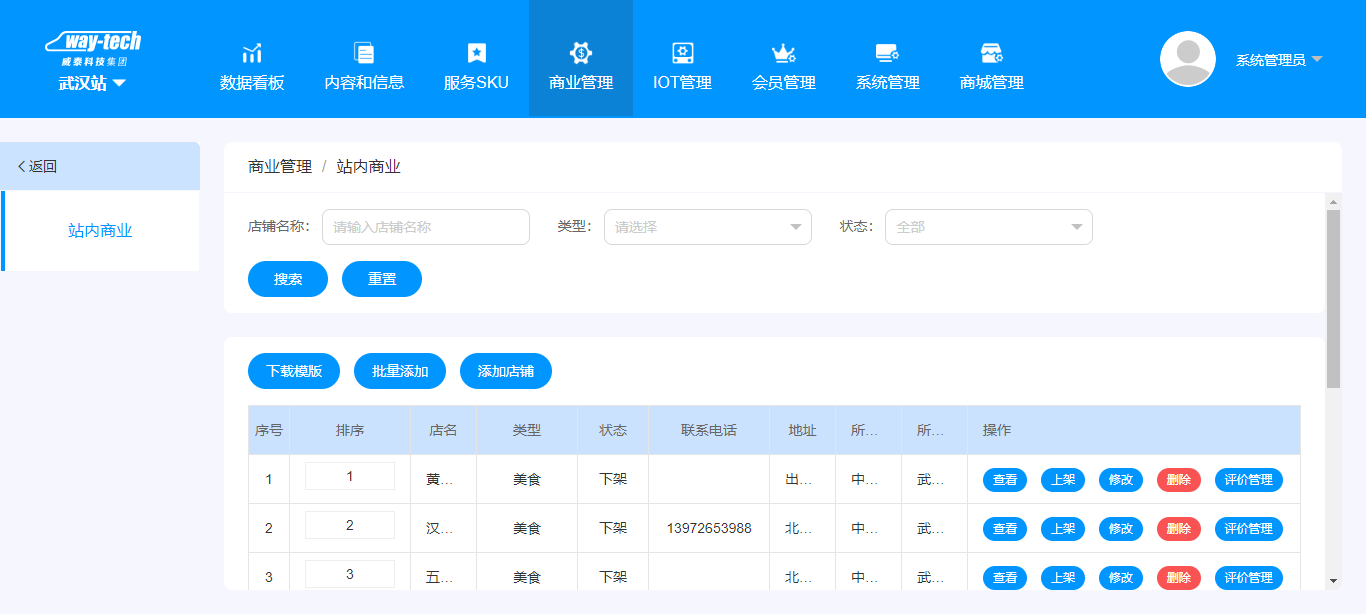 way-tech
威泰科技集团
武汉站
数据看板
内容和信息
服务SKU
商业管理
IOT管理
会员管理
系统管理
商城管理
系统管理员
返回
站内商业
商业管理 / 站内商业
店铺名称: 请输入店铺名称 类型: 请选择 状态: 全部
搜索 重置
下载模版 批量添加 添加店铺
序号 排序 店名 类型 状态 联系电话 地址 所... 所... 操作
1 1 黄... 美食 下架 出... 中... 武... 查看 上架 修改 删除 评价管理
2 2 汉... 美食 下架 13972653988 北... 中... 武... 查看 上架 修改 删除 评价管理
3 3 五... 美食 下架 北... 中... 武... 查看 上架 修改 删除 评价管理